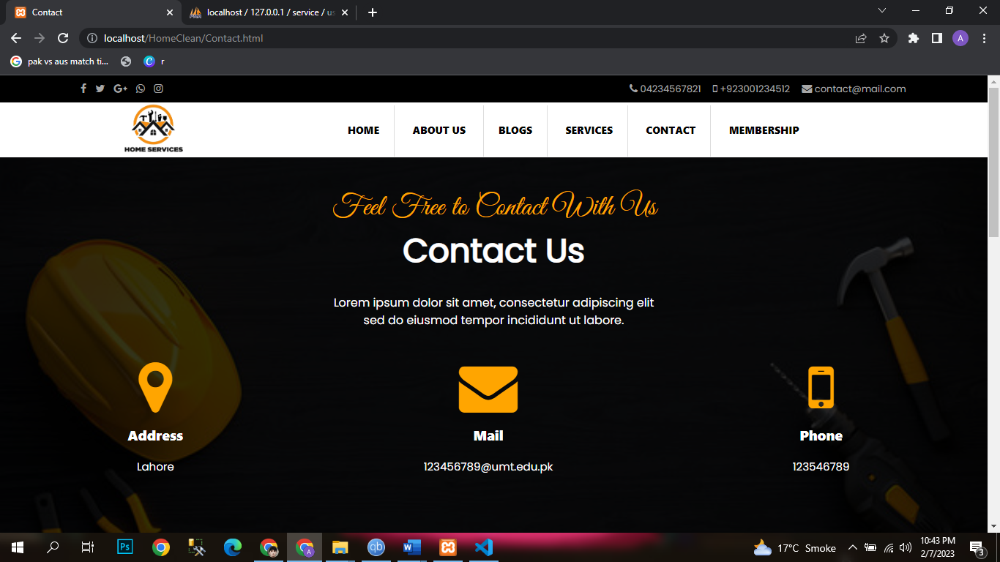 Contact
localhost / 127.0.0.1 / service / us
localhost/HomeClean/Contact.html
A
pak vs aus match ti...
r
04234567821
+923001234512
contact@mail.com
HOME SERVICES
HOME
ABOUT US
BLOGS
SERVICES
CONTACT
MEMBERSHIP
Feel Free to Contact With Us
Contact Us
Lorem ipsum dolor sit amet, consectetur adipiscing elit
sed do eiusmod tempor incididunt ut labore.
Address
Mail
Phone
Lahore
123456789@umt.edu.pk
123546789
Ps
qb
W
A
17°C Smoke
10:43 PM
2/7/2023
3